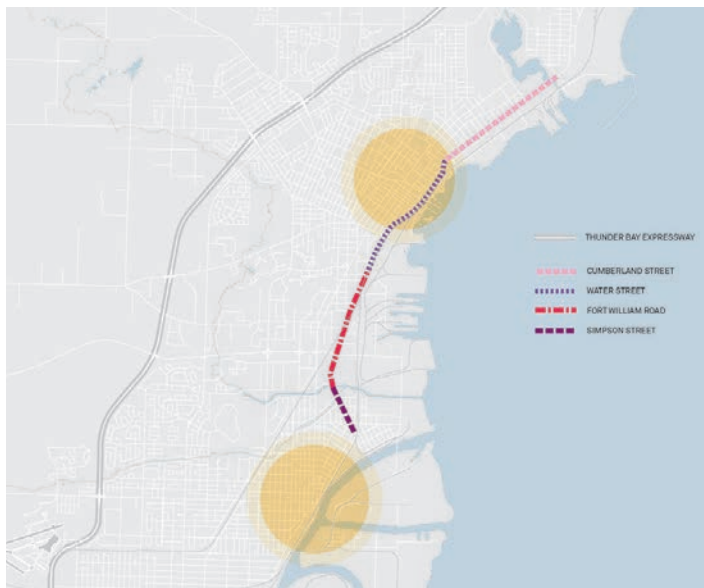 THUNDER BAY EXPRESSWAY
CUMBERLAND STREET
WATER STREET
FORT WILLIAM ROAD
SIMPSON STREET